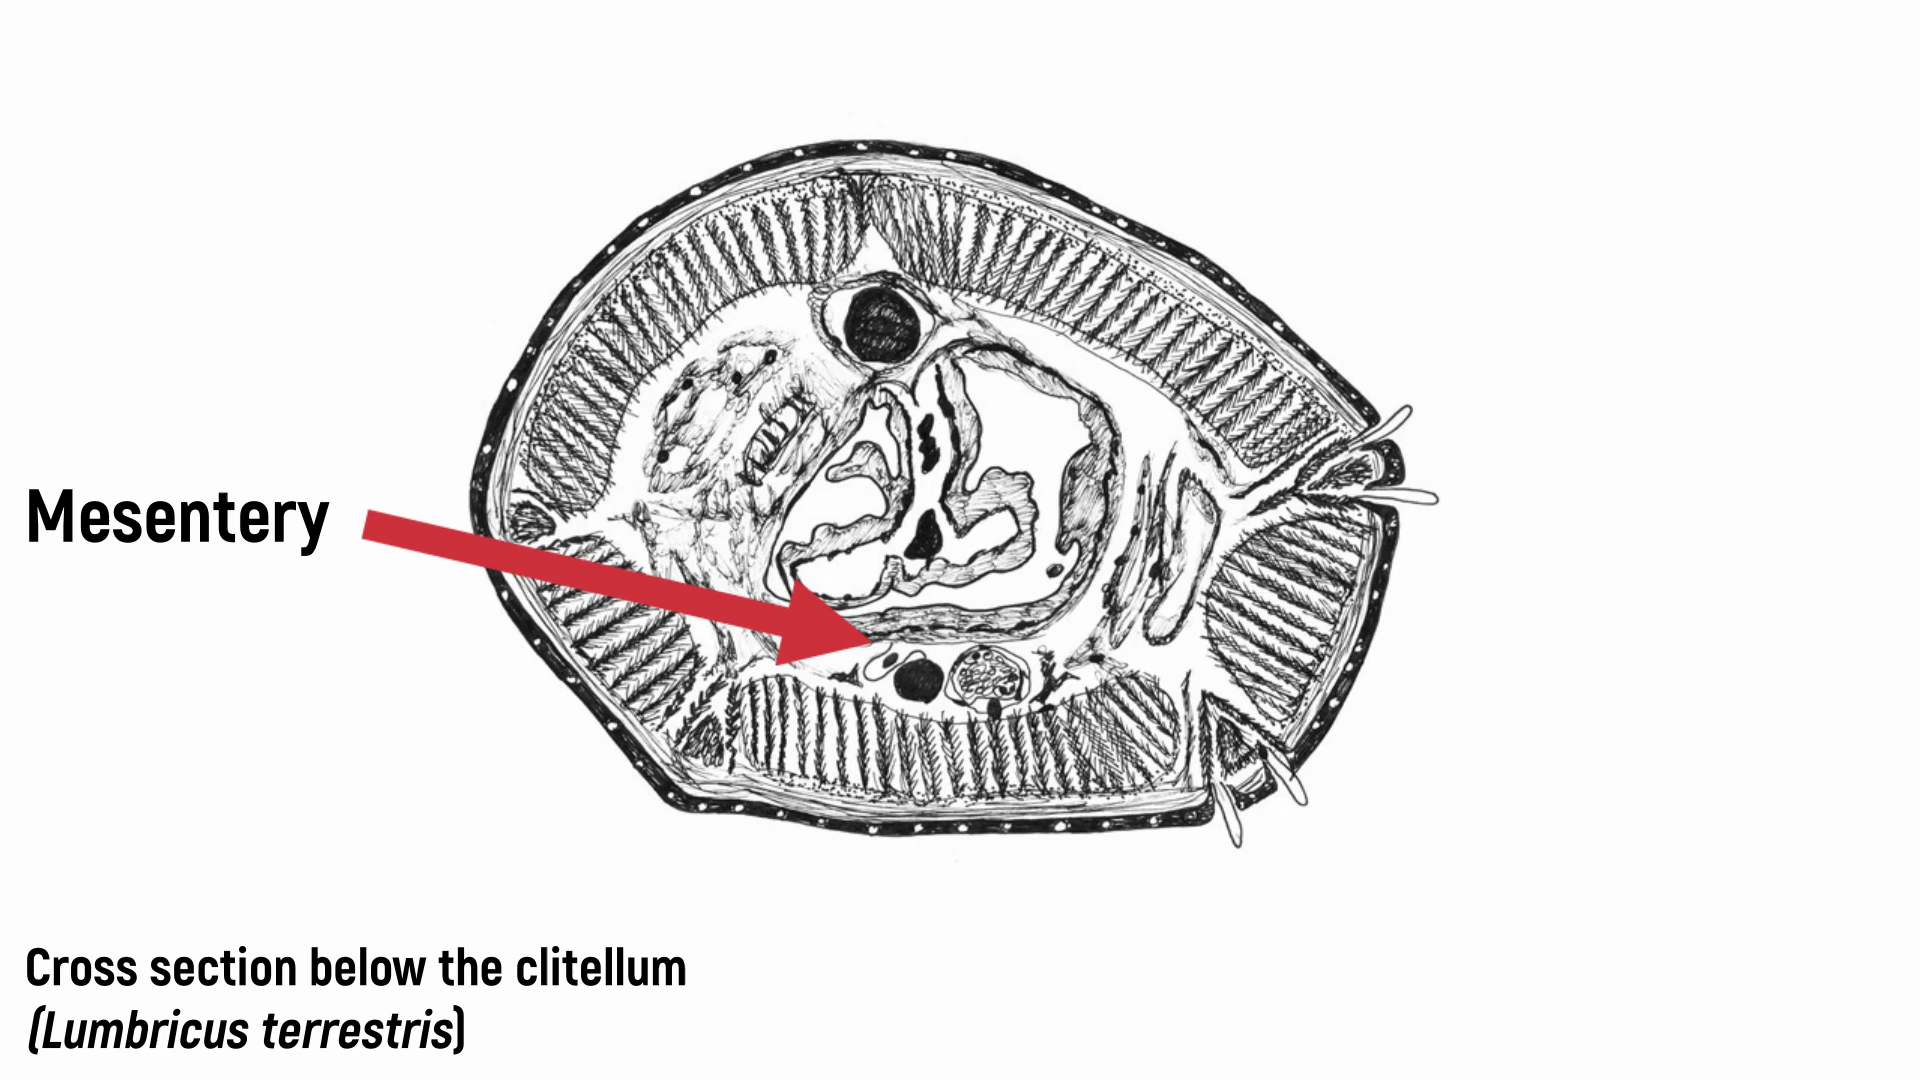 Mesentery
Cross section below the clitellum
(Lumbricus terrestris)